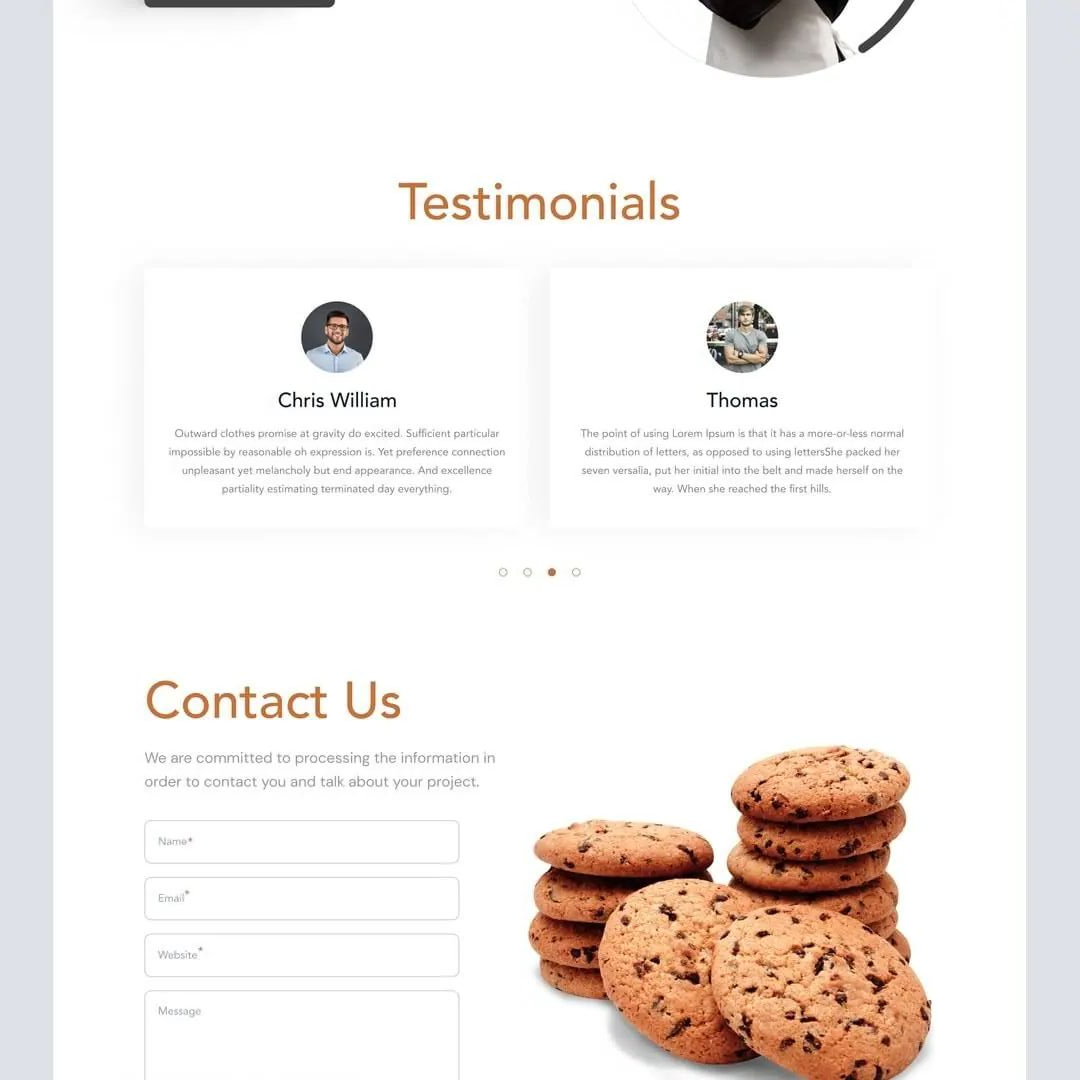 Testimonials
Chris William
Outward clothes promise at gravity do excited. Sufficient particular
impossible by reasonable oh expression is. Yet preference connection
unpleasant yet melancholy but end appearance. And excellence
partiality estimating terminated day everything.
Thomas
The point of using Lorem Ipsum is that it has a more-or-less normal
distribution of letters, as opposed to using lettersShe packed her
seven versalia, put her initial into the belt and made herself on the
way. When she reached the first hills.
Contact Us
We are committed to processing the information in
order to contact you and talk about your project.
Name*
Email*
Website*
Message